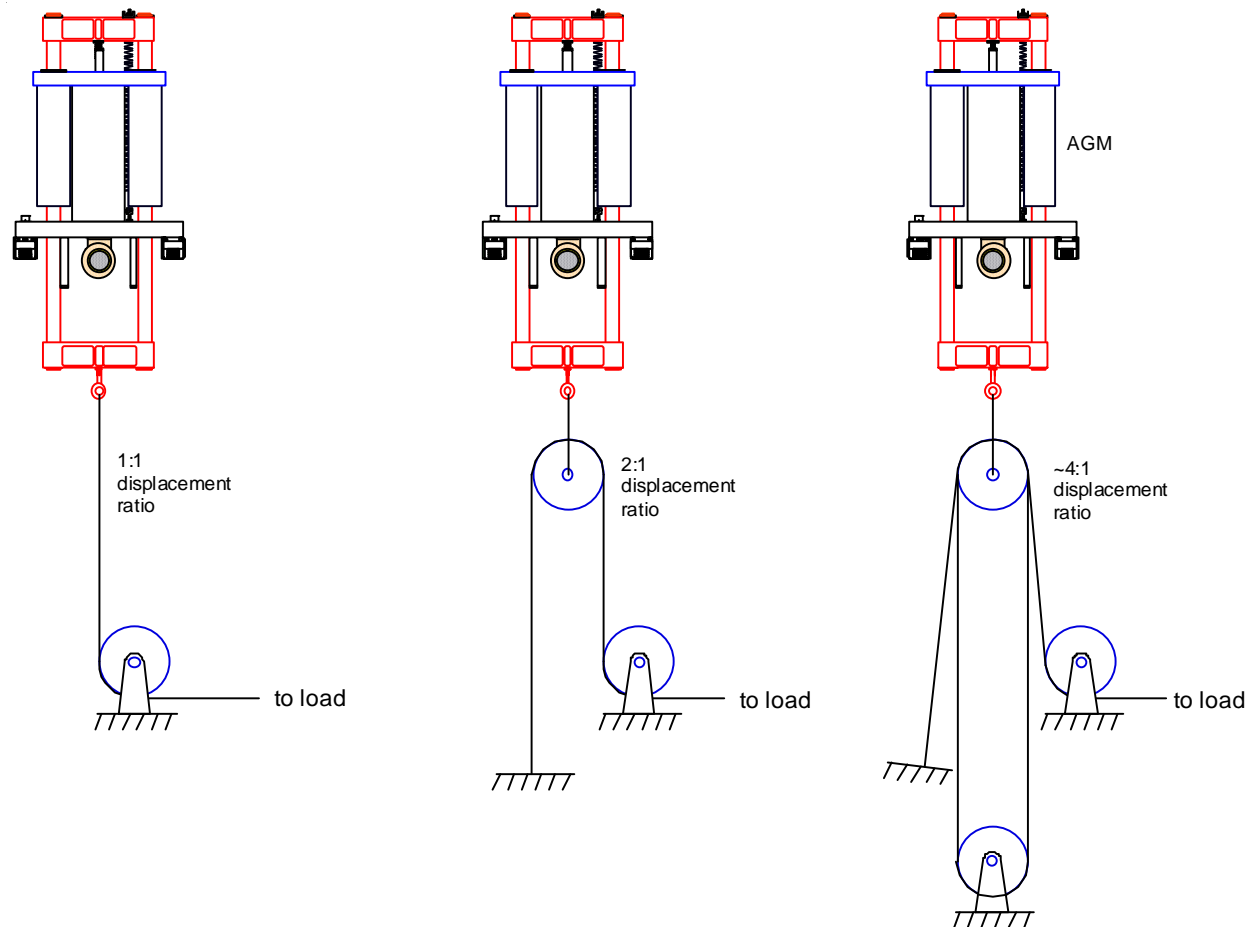 AGM
1:1
displacement
ratio
to load
2:1
displacement
ratio
to load
~4:1
displacement
ratio
to load